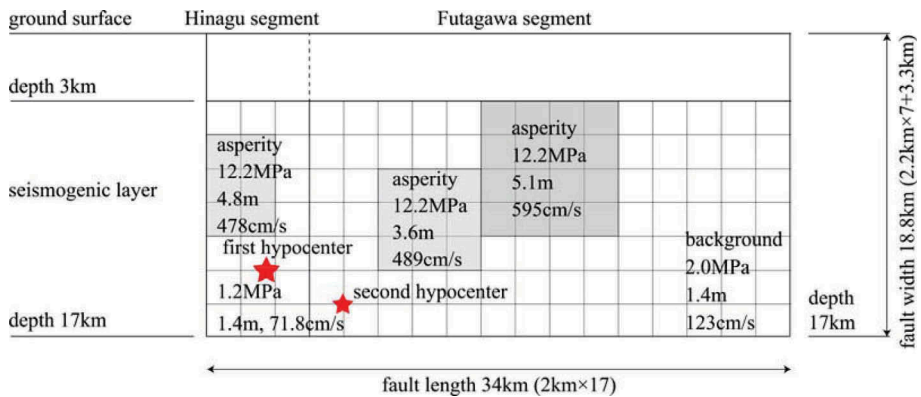 ground surface
Hinagu segment
Futagawa segment
depth 3km
seismogenic layer
depth 17km
asperity
12.2MPa
4.8m
478cm/s
first hypocenter
1.2MPa
1.4m, 71.8cm/s
second hypocenter
asperity
12.2MPa
3.6m
489cm/s
asperity
12.2MPa
5.1m
595cm/s
background
2.0MPa
1.4m
123cm/s
depth
17km
fault width 18.8km (2.2km×7+3.3km)
fault length 34km (2km×17)